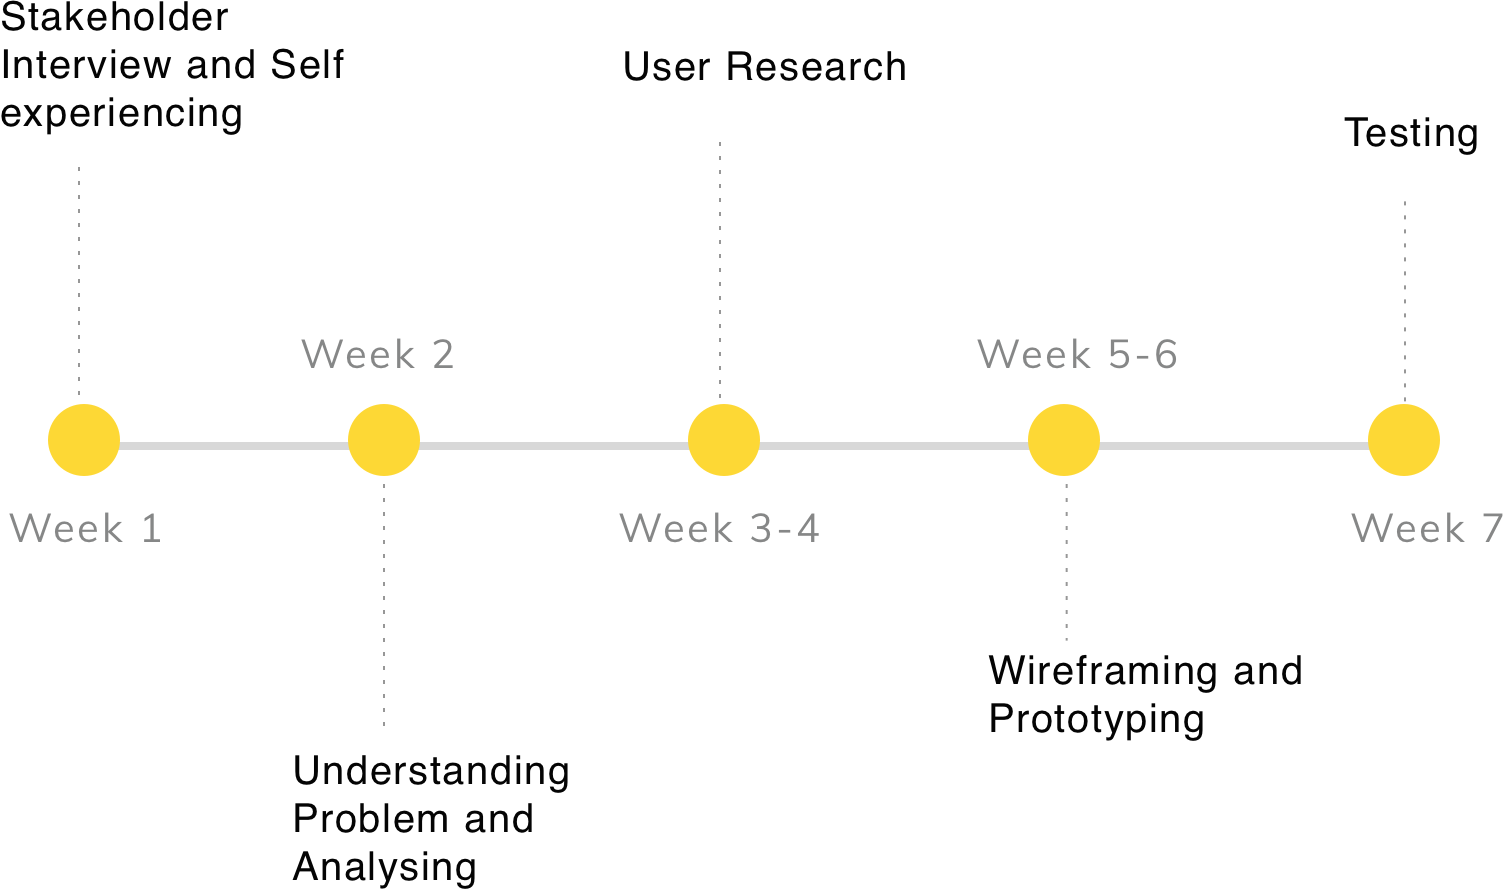 Stakeholder
Interview and Self
experiencing
User Research
Testing
Week 2
Week 5-6
Week 1
Week 3-4
Week 7
Wireframing and
Prototyping
Understanding
Problem and
Analysing